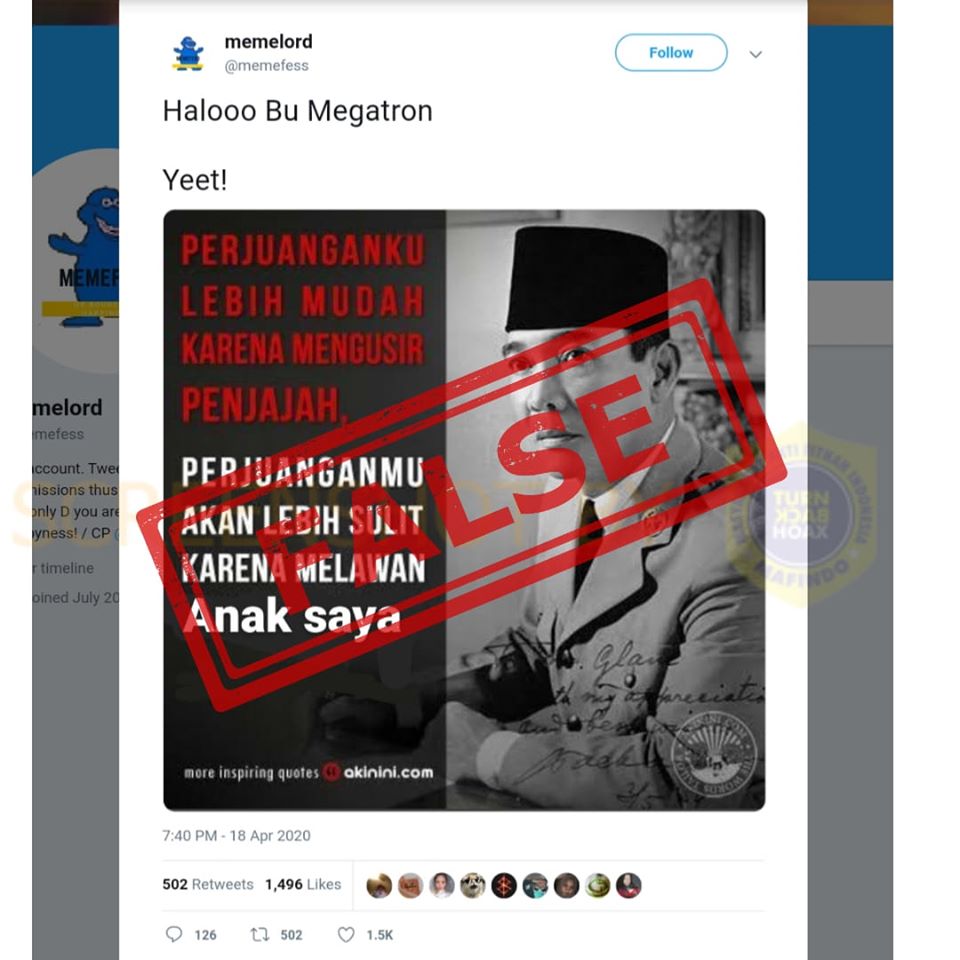 memelord
@memefess
Follow
Halooo Bu Megatron
Yeet!
PERJUANGANKU
LEBIH MUDAH
KARENA MENGUSIR
PENJAJAH,
PERJUANGANMU
AKAN LEBIH SULIT
KARENA MELAWAN
Anak saya
FALSE
more inspiring quotes akinini.com
7:40 PM - 18 Apr 2020
502 Retweets 1,496 Likes
126 502 1.5K
MEMEF
melord
emefess
account. Twee
missions thus
only D you are
yness! / CP
r timeline
oined July 20
TURN
BACK
HOAX
MAFINDO